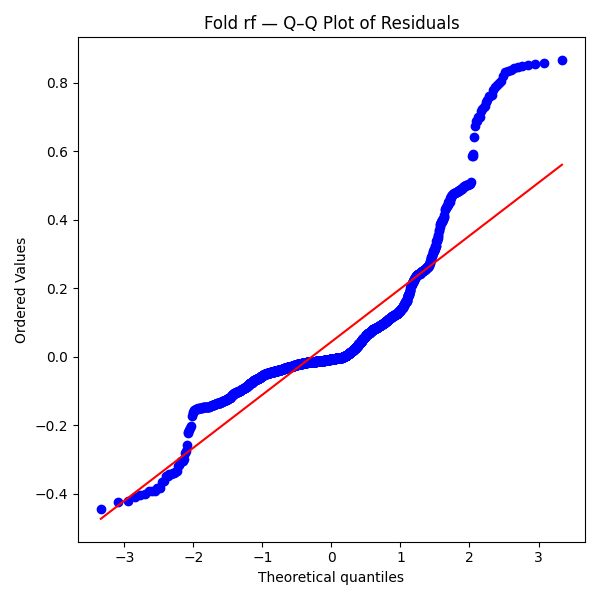 Fold rf — Q–Q Plot of Residuals
Ordered Values
0.8
0.6
0.4
0.2
0.0
−0.2
−0.4
−3 −2 −1 0 1 2 3
Theoretical quantiles